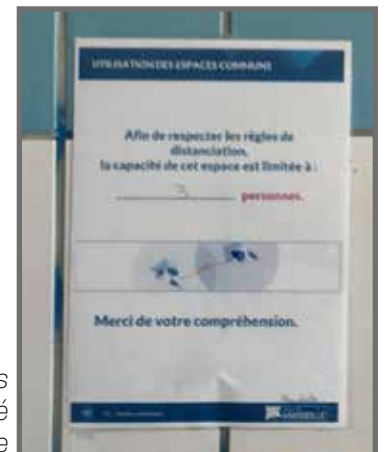 UTILISATION DES ESPACES COMMUNS
Afin de respecter les règles de
distanciation,
la capacité de cet espace est limitée à :
3 personnes.
Merci de votre compréhension.
s
é
e